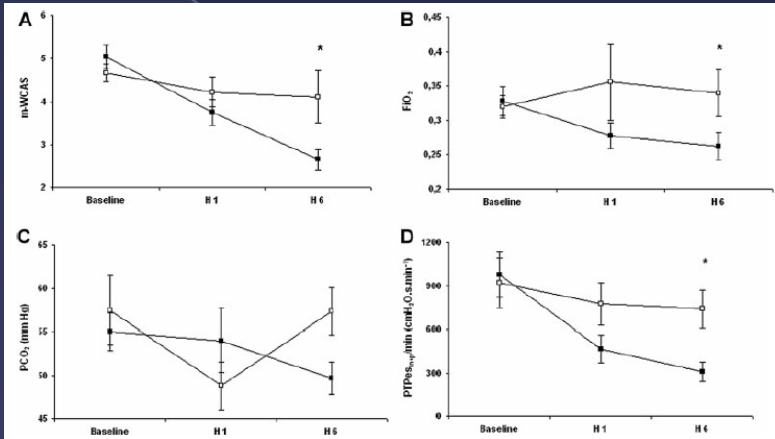 A
m-WCAS
6
5
4
3
2
*
Baseline
H 1
H 6
B
FiO₂
0,45
0,4
0,35
0,3
0,25
0,2
*
Baseline
H 1
H 6
C
PCO₂ (mm Hg)
65
60
55
50
45
Baseline
H 1
H 6
D
PTPesᵢₙₛₚ/min (cmH₂O.s.min⁻¹)
1200
900
600
300
0
*
Baseline
H 1
H 6